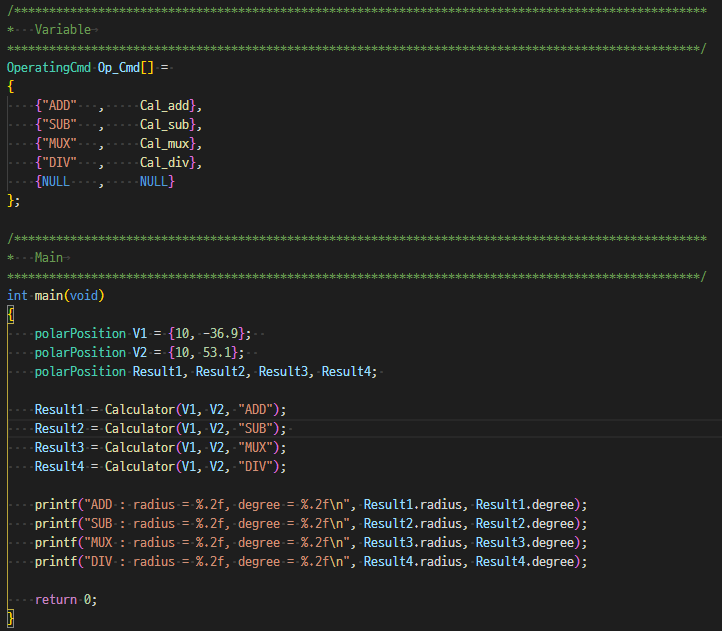 /***************************************************************************************************
*   Variable
***************************************************************************************************/
OperatingCmd Op_Cmd[] =
{
    {"ADD"   ,     Cal_add},
    {"SUB"   ,     Cal_sub},
    {"MUX"   ,     Cal_mux},
    {"DIV"   ,     Cal_div},
    {NULL    ,     NULL}
};
/***************************************************************************************************
*   Main
***************************************************************************************************/
int main(void)
{
    polarPosition V1 = {10, -36.9};
    polarPosition V2 = {10, 53.1};
    polarPosition Result1, Result2, Result3, Result4;
    Result1 = Calculator(V1, V2, "ADD");
    Result2 = Calculator(V1, V2, "SUB");
    Result3 = Calculator(V1, V2, "MUX");
    Result4 = Calculator(V1, V2, "DIV");
    printf("ADD : radius = %.2f, degree = %.2f\n", Result1.radius, Result1.degree);
    printf("SUB : radius = %.2f, degree = %.2f\n", Result2.radius, Result2.degree);
    printf("MUX : radius = %.2f, degree = %.2f\n", Result3.radius, Result3.degree);
    printf("DIV : radius = %.2f, degree = %.2f\n", Result4.radius, Result4.degree);
    return 0;
}